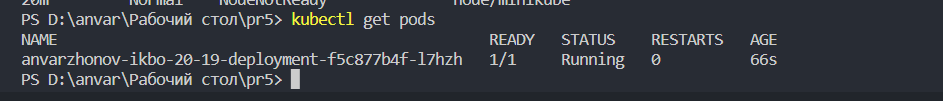 20m Normal NodeNotReady node/minikube
PS D:\anvar\Рабочий стол\pr5> kubectl get pods
NAME READY STATUS RESTARTS AGE
anvarzhonov-ikbo-20-19-deployment-f5c877b4f-l7hzh 1/1 Running 0 66s
PS D:\anvar\Рабочий стол\pr5>